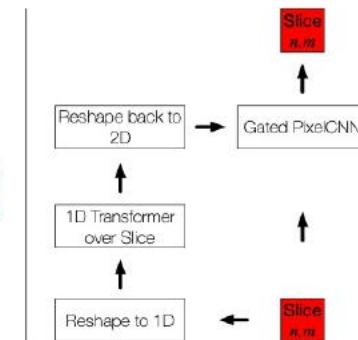 Slice
n.m
Reshape back to
2D
Gated PixelCNN
1D Transformer
over Slice
Reshape to 1D
Slice
n.m